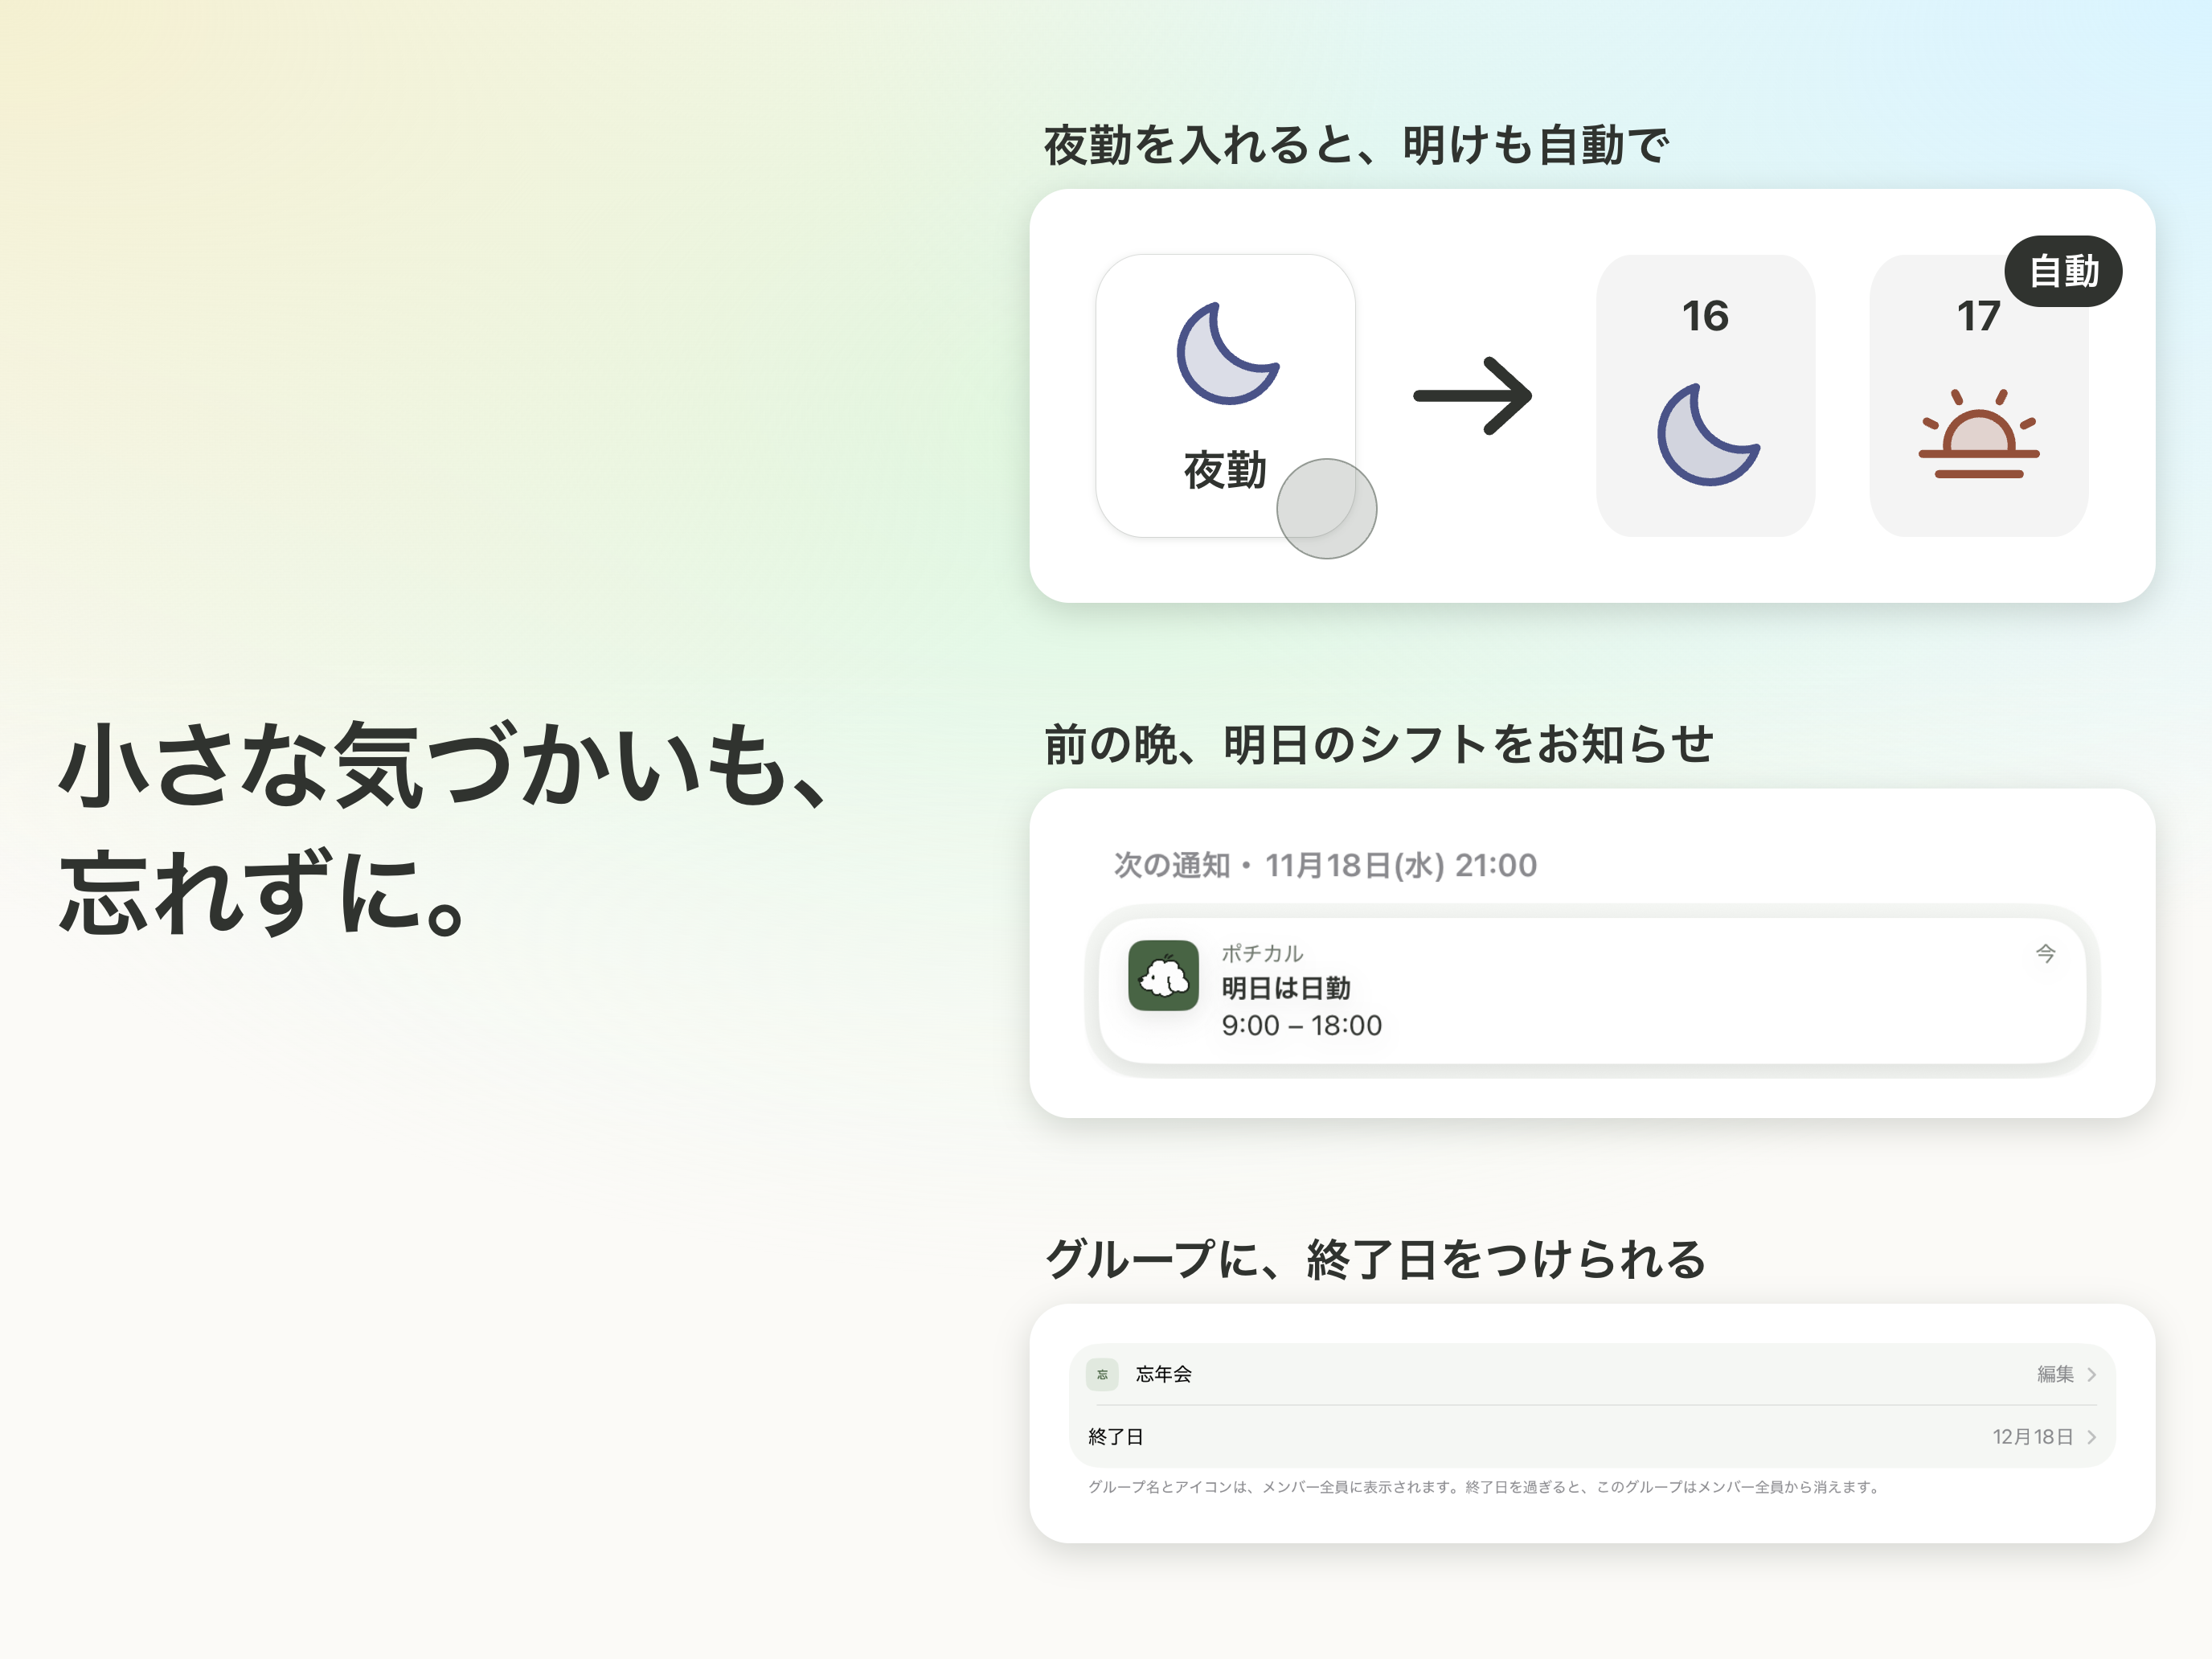 小さな気づかいも、
忘れずに。
夜勤を入れると、明けも自動で
夜勤
16
17
自動
前の晩、明日のシフトをお知らせ
次の通知・11月18日(水) 21:00
ポチカル
今
明日は日勤
9:00 – 18:00
グループに、終了日をつけられる
忘
忘年会
編集
終了日
12月18日
グループ名とアイコンは、メンバー全員に表示されます。終了日を過ぎると、このグループはメンバー全員から消えます。